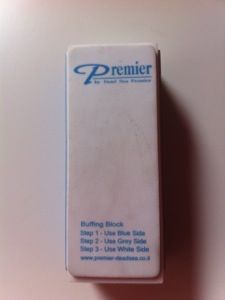 Premier
by Dead Sea Premier
Buffing Block
Step 1 - Use Blue Side
Step 2 - Use Grey Side
Step 3 - Use White Side
www.premier-deadsea.co.il